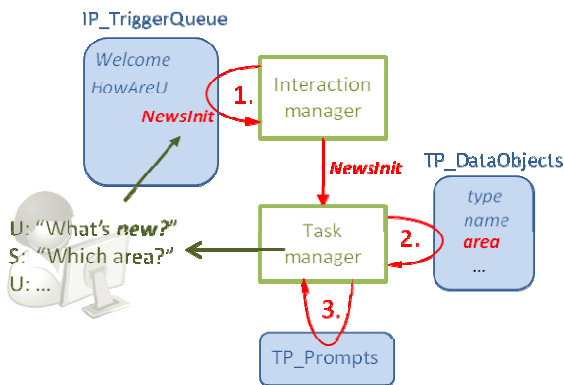 IP_TriggerQueue
Welcome
HowAreU
NewsInit
1.
Interaction
manager
NewsInit
TP_DataObjects
type
name
area
...
U: “What’s new?”
S: “Which area?”
U: ...
Task
manager
2.
3.
TP_Prompts